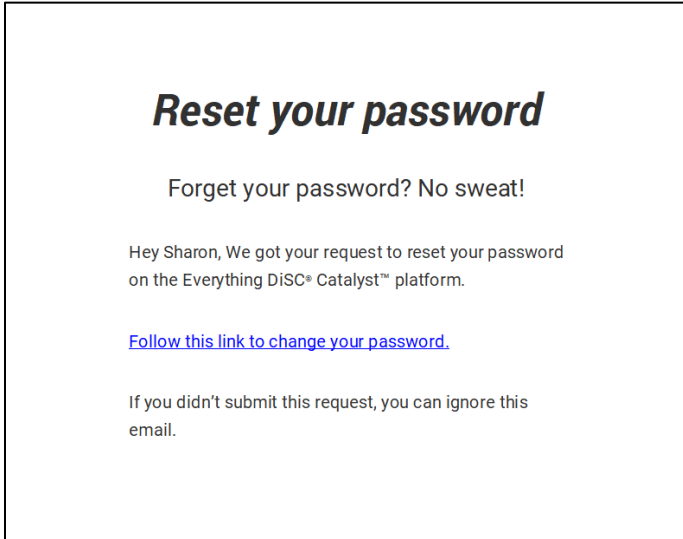 Reset your password
Forget your password? No sweat!
Hey Sharon, We got your request to reset your password
on the Everything DiSC® Catalyst™ platform.
Follow this link to change your password.
If you didn’t submit this request, you can ignore this
email.